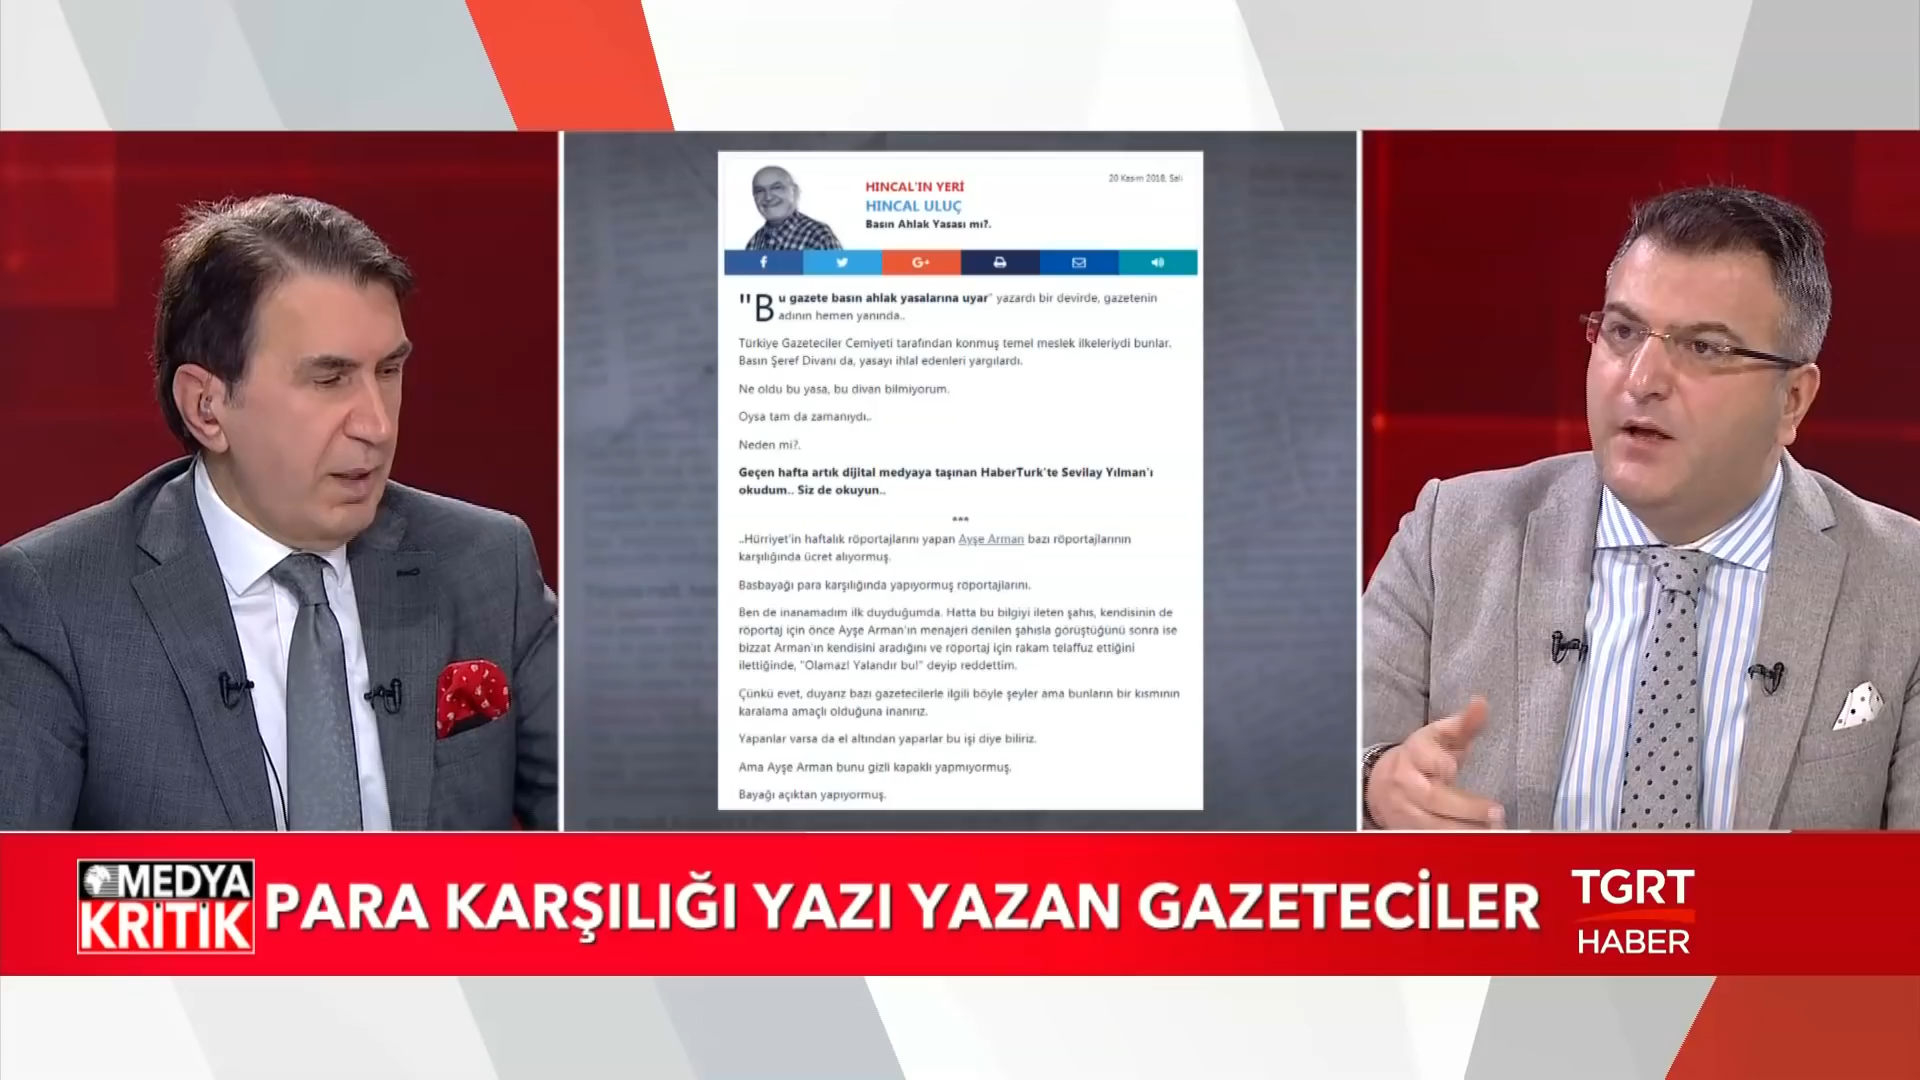 HINCAL'IN YERİ
20 Kasım 2018, Salı
HINCAL ULUÇ
Basın Ahlak Yasası mı?.
f
G+
"Bu gazete basın ahlak yasalarına uyar" yazardı bir devirde, gazetenin
adının hemen yanında..
Türkiye Gazeteciler Cemiyeti tarafından konmuş temel meslek ilkeleriydi bunlar.
Basın Şeref Divanı da, yasayı ihlal edenleri yargılardı.
Ne oldu bu yasa, bu divan bilmiyorum.
Oysa tam da zamanıydı..
Neden mi?.
Geçen hafta artık dijital medyaya taşınan HaberTurk'te Sevilay Yılman'ı
okudum.. Siz de okuyun..
***
..Hürriyet'in haftalık röportajlarını yapan Ayşe Arman bazı röportajlarının
karşılığında ücret alıyormuş.
Basbayağı para karşılığında yapıyormuş röportajlarını.
Ben de inanamadım ilk duyduğumda. Hatta bu bilgiyi ileten şahıs, kendisinin de
röportaj için önce Ayşe Arman'ın menajeri denilen şahısla görüştüğünü sonra ise
bizzat Arman'ın kendisini aradığını ve röportaj için rakam telaffuz ettiğini
ilettiğinde, "Olamaz! Yalandır bu!" deyip reddettim.
Çünkü evet, duyarız bazı gazetecilerle ilgili böyle şeyler ama bunların bir kısmının
karalama amaçlı olduğuna inanırız.
Yapanlar varsa da el altından yaparlar bu işi diye biliriz.
Ama Ayşe Arman bunu gizli kapaklı yapmıyormuş.
Bayağı açıktan yapıyormuş.
MEDYA
KRİTİK
PARA KARŞILIĞI YAZI YAZAN GAZETECİLER
TGRT
HABER